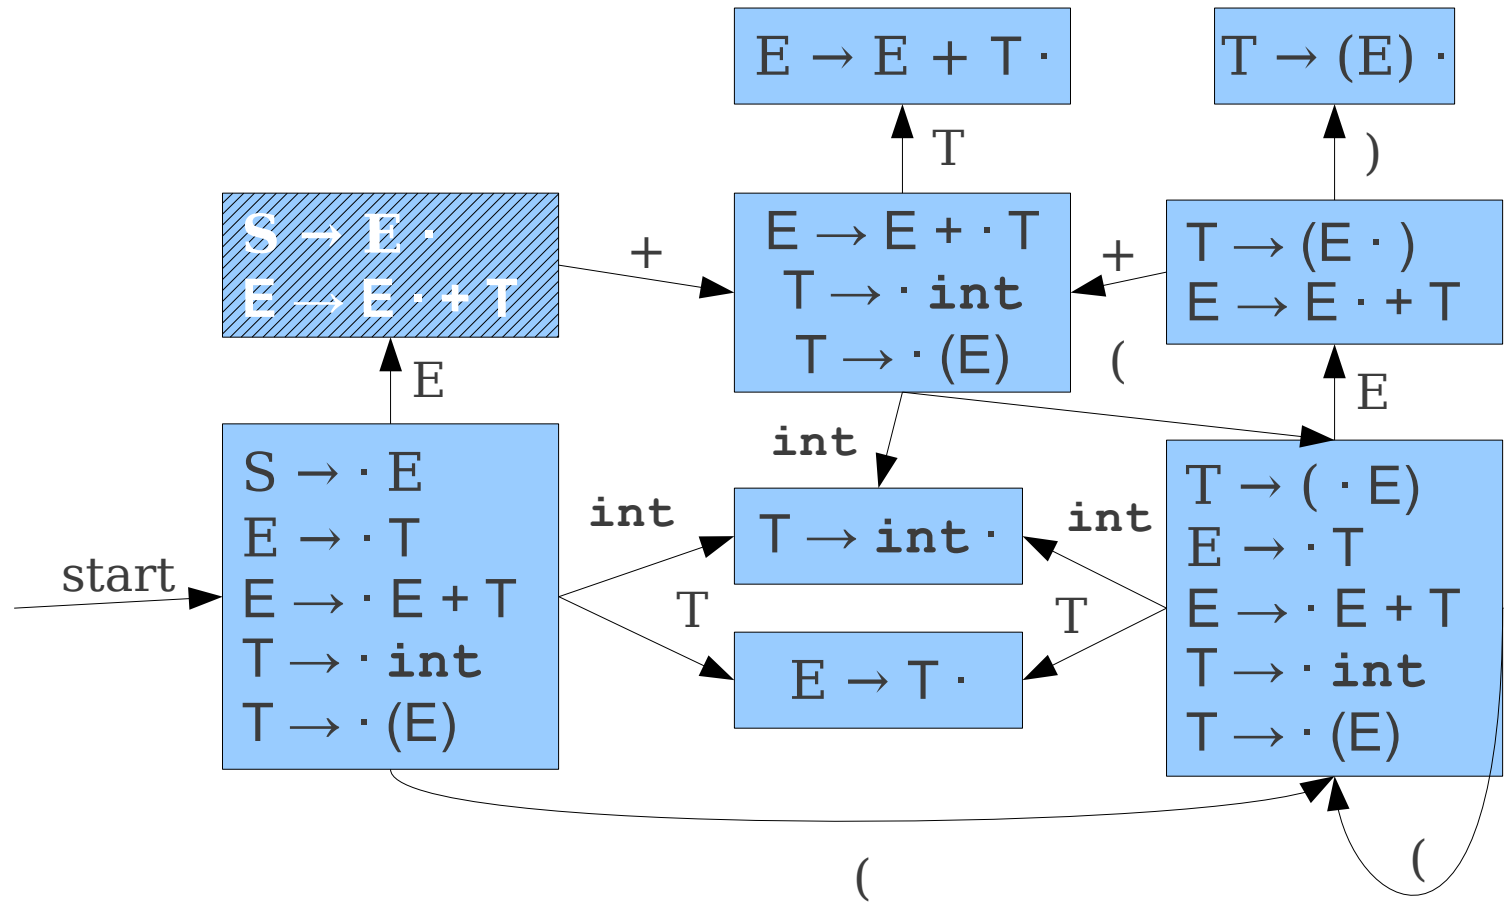 E → E + T ·
T → (E) ·
T
)
S → E ·
E → E · + T
+
E → E + · T
T → · int
T → · (E)
+
T → (E · )
E → E · + T
E
(
E
int
S → · E
E → · T
E → · E + T
T → · int
T → · (E)
start
int
T
T → int ·
E → T ·
int
T
T → ( · E)
E → · T
E → · E + T
T → · int
T → · (E)
(
(